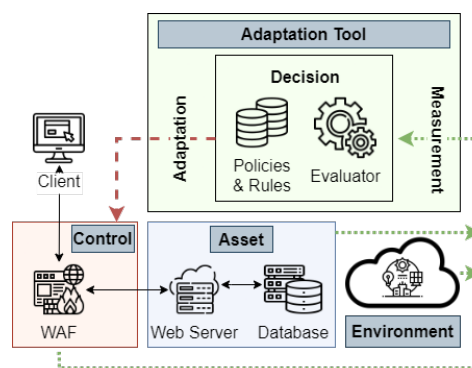 Adaptation Tool
Decision
Adaptation
Measurement
Policies
& Rules
Evaluator
Client
Control
Asset
WAF
Web Server
Database
Environment